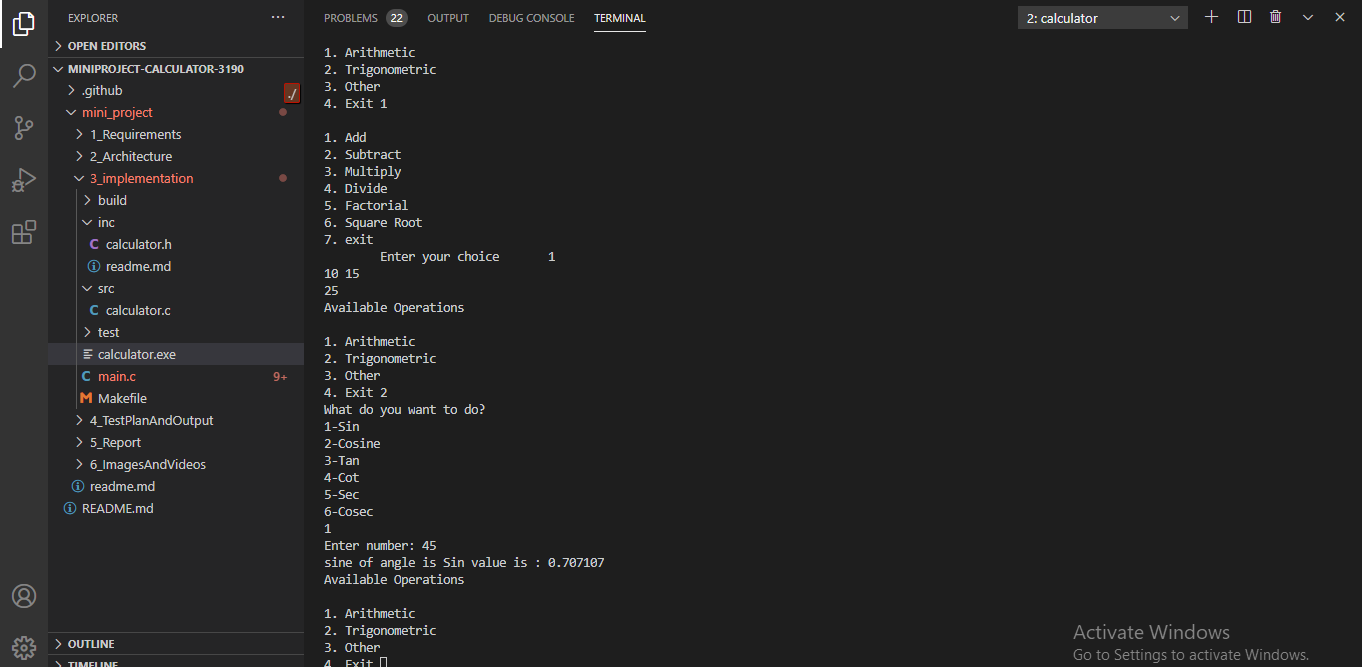 EXPLORER
OPEN EDITORS
MINIPROJECT-CALCULATOR-3190
.github
./
mini_project
1_Requirements
2_Architecture
3_implementation
build
inc
C calculator.h
readme.md
src
C calculator.c
test
calculator.exe
C main.c 9+
M Makefile
4_TestPlanAndOutput
5_Report
6_ImagesAndVideos
readme.md
README.md
OUTLINE
TIMELINE
PROBLEMS 22 OUTPUT DEBUG CONSOLE TERMINAL 2: calculator
1. Arithmetic
2. Trigonometric
3. Other
4. Exit 1
1. Add
2. Subtract
3. Multiply
4. Divide
5. Factorial
6. Square Root
7. exit
Enter your choice 1
10 15
25
Available Operations
1. Arithmetic
2. Trigonometric
3. Other
4. Exit 2
What do you want to do?
1-Sin
2-Cosine
3-Tan
4-Cot
5-Sec
6-Cosec
1
Enter number: 45
sine of angle is Sin value is : 0.707107
Available Operations
1. Arithmetic
2. Trigonometric
3. Other
4. Exit
Activate Windows
Go to Settings to activate Windows.